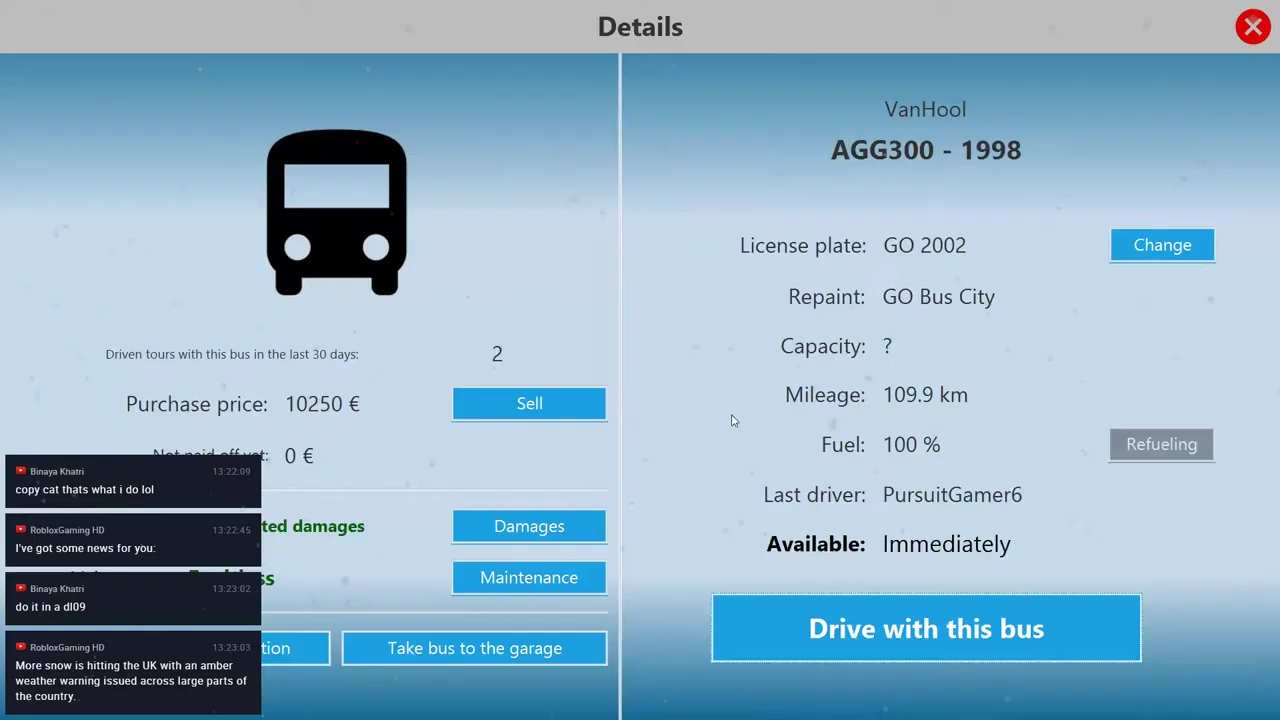 Details
VanHool
AGG300 - 1998
License plate: GO 2002
Change
Repaint: GO Bus City
Capacity: ?
Mileage: 109.9 km
Fuel: 100 %
Refueling
Last driver: PursuitGamer6
Available: Immediately
Drive with this bus
Driven tours with this bus in the last 30 days: 2
Purchase price: 10250 €
Sell
Not paid off yet: 0 €
ted damages
Damages
Maintenance
tion
Take bus to the garage
Binaya Khatri 13:22:09
copy cat thats what i do lol
RobloxGaming HD 13:22:45
I've got some news for you:
Binaya Khatri 13:23:02
do it in a dl09
RobloxGaming HD 13:23:03
More snow is hitting the UK with an amber
weather warning issued across large parts of
the country.